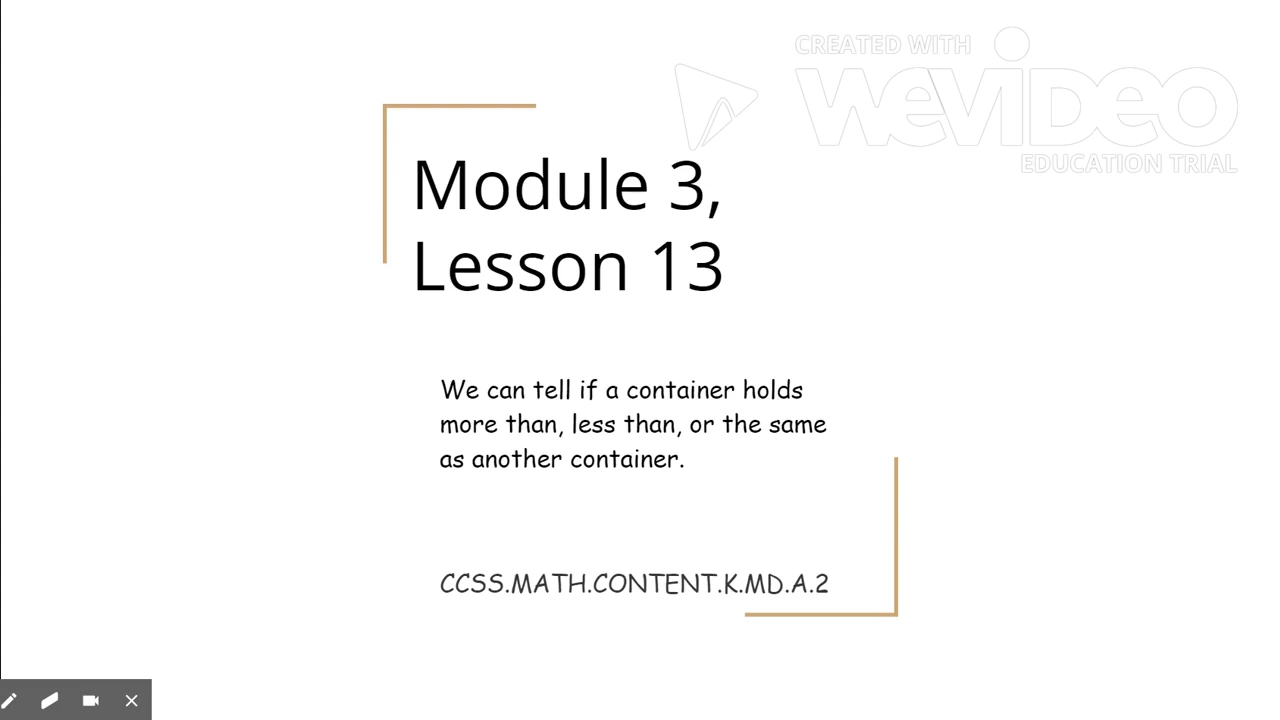 CREATED WITH
WeVIDEO
EDUCATION TRIAL
Module 3,
Lesson 13
We can tell if a container holds
more than, less than, or the same
as another container.
CCSS.MATH.CONTENT.K.MD.A.2